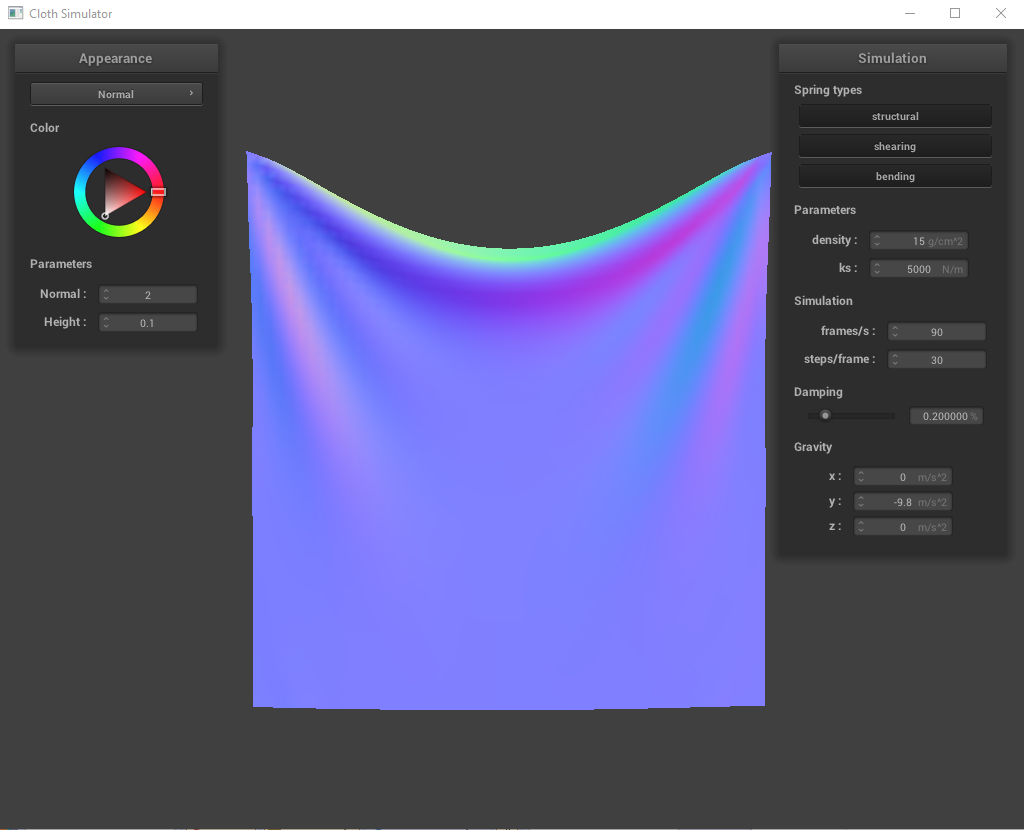 Cloth Simulator
Appearance
Normal
Color
Parameters
Normal : 2
Height : 0.1
Simulation
Spring types
structural
shearing
bending
Parameters
density : 15 g/cm^2
ks : 5000 N/m
Simulation
frames/s : 90
steps/frame : 30
Damping
0.200000 %
Gravity
x : 0 m/s^2
y : -9.8 m/s^2
z : 0 m/s^2